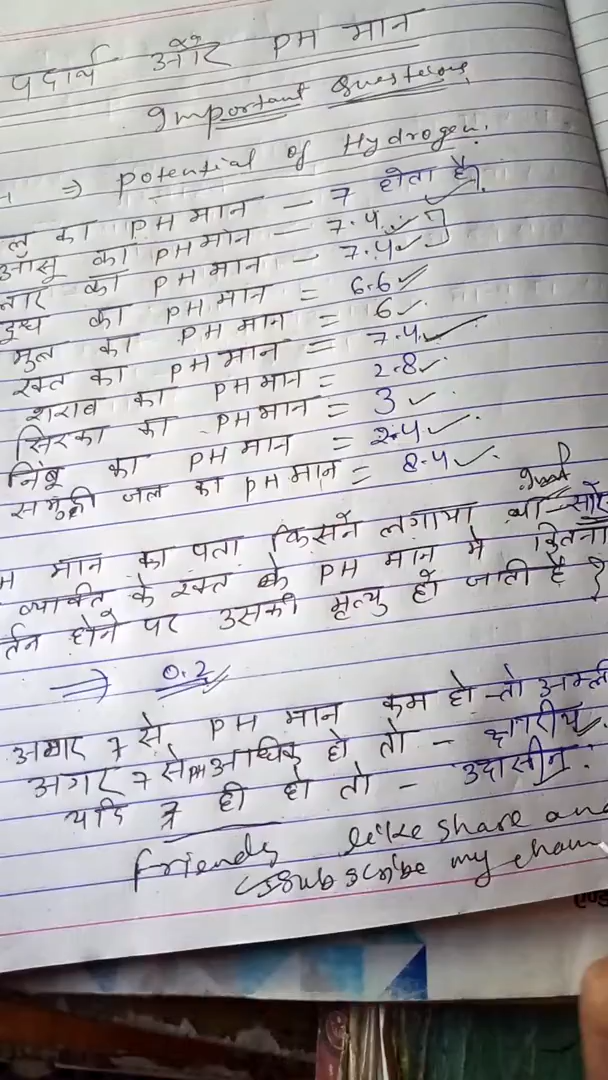 पदार्थ और PH मान
Important Questions
⇒ Potential of Hydrogen.
का PH मान – 7 होता है।
आँसू का PH मान – 7.4
लार का PH मान – 7.4
दुध का PH मान = 6.6
मुत्र का PH मान = 6
रक्त का PH मान = 7.4
शराब का PH मान = 2.8
सिरका का PH मान = 3
निंबू का PH मान = 2.4
समुद्री जल का PH मान = 8.4
मान का पता किसने लगाया था – सोरे
व्यक्ति के रक्त के PH मान मे कितना
र्तन होने पर उसकी मृत्यु हो जाती है
⇒ 0.2
अगर 7 से PH मान कम हो – तो अम्ली
अगर 7 से PH अधिक हो तो – क्षारीय
यदि 7 ही हो तो – उदासीन.
friends like share and
subscribe my chan